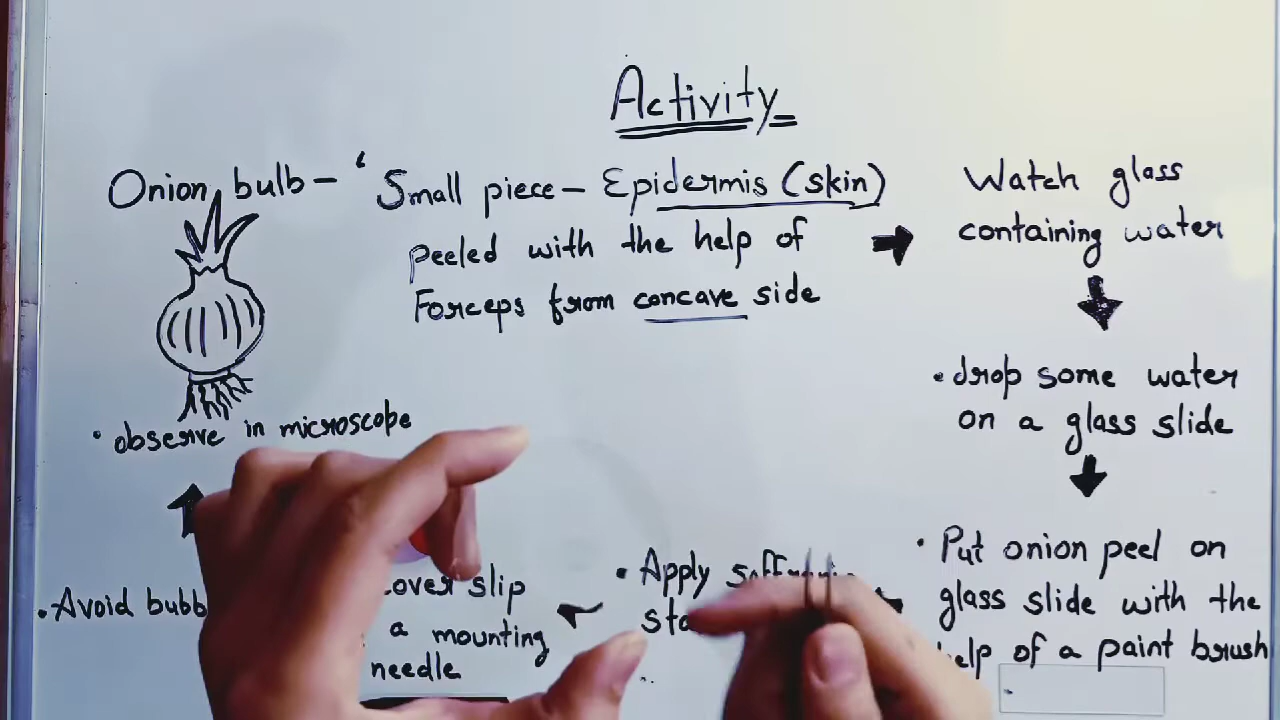 Activity
Onion bulb - Small piece - Epidermis (skin)
peeled with the help of
Forceps from concave side
Watch glass
containing water
• drop some water
on a glass slide
• Put onion peel on
glass slide with the
of a paint brush
• Apply
slip
a mounting
needle
• Avoid
• observe in microscope